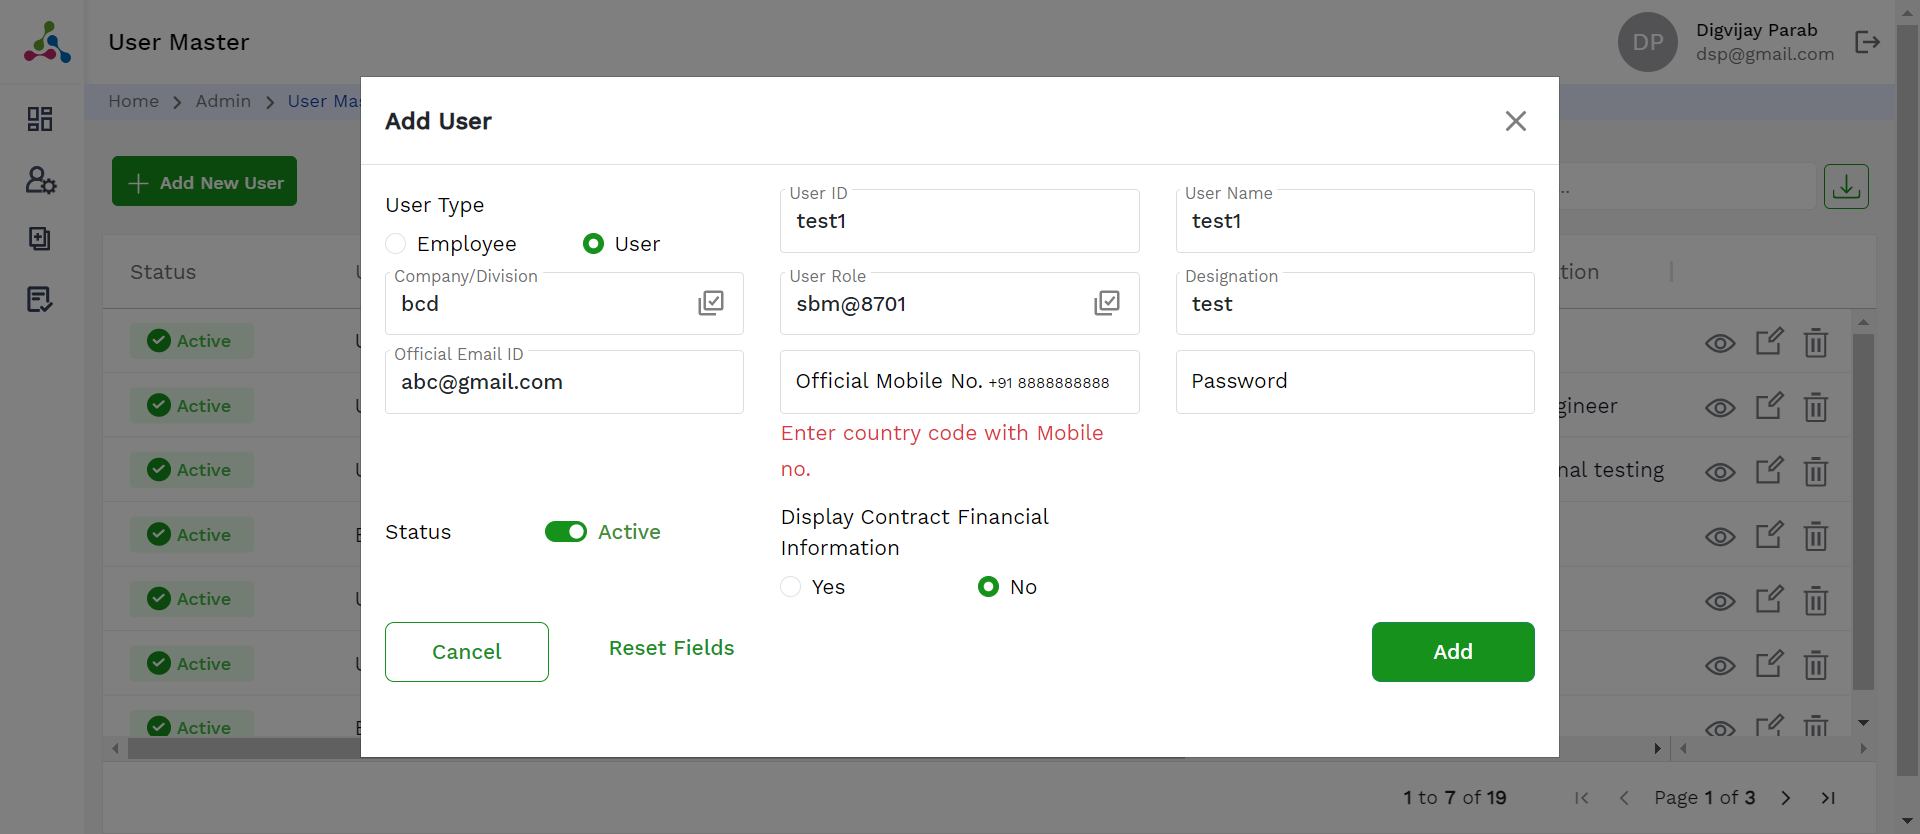 User Master
DP
Digvijay Parab
dsp@gmail.com
Home
Admin
User Ma
Add User
Add New User
User Type
Employee
User
User ID
test1
User Name
test1
..
Status
Company/Division
bcd
User Role
sbm@8701
Designation
test
tion
Active
Official Email ID
abc@gmail.com
Official Mobile No. +91 8888888888
Password
Active
gineer
Enter country code with Mobile
no.
Active
nal testing
Status
Active
Display Contract Financial
Information
Active
Yes
No
Active
Cancel
Reset Fields
Add
Active
Active
1 to 7 of 19
Page 1 of 3